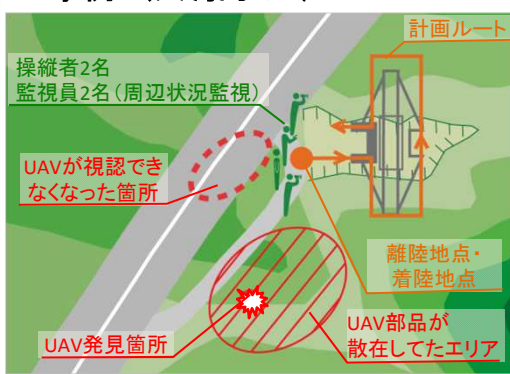 計画ルート
操縦者2名
監視員2名(周辺状況監視)
UAVが視認でき
なくなった箇所
離陸地点・
着陸地点
UAV発見箇所
UAV部品が
散在してたエリア